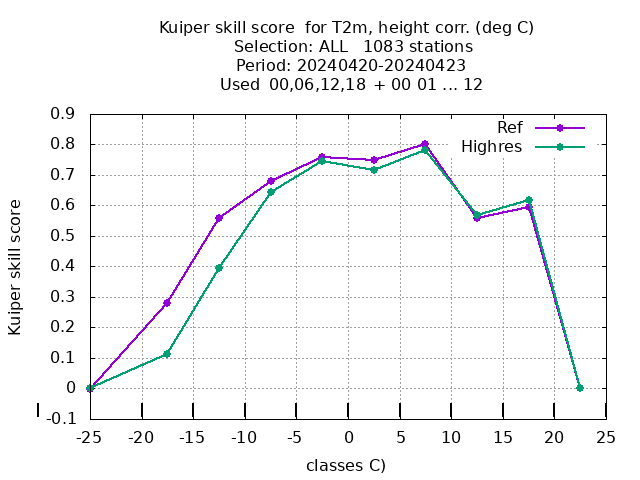 Kuiper skill score  for T2m, height corr. (deg C)
Selection: ALL   1083 stations
Period: 20240420-20240423
Used  00,06,12,18  + 00 01 ... 12
Ref
Highres
Kuiper skill score
0.9
0.8
0.7
0.6
0.5
0.4
0.3
0.2
0.1
0
-0.1
-25 -20 -15 -10 -5 0 5 10 15 20 25
classes C)